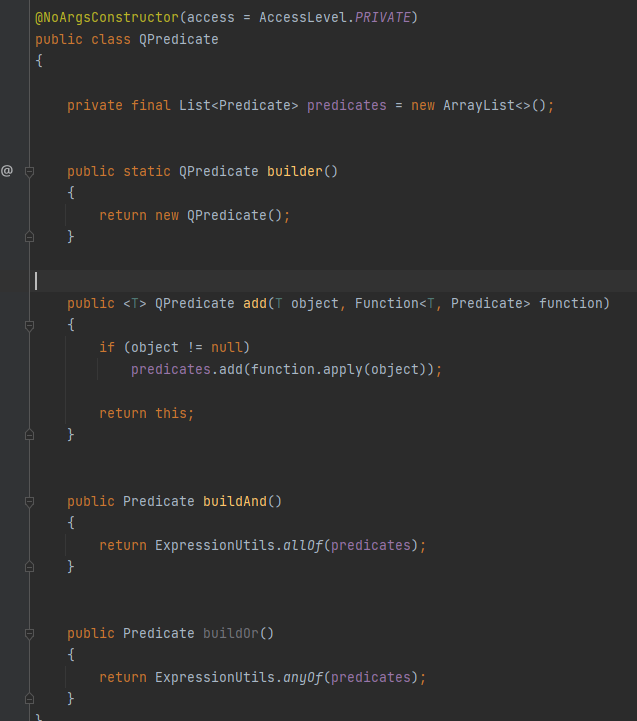 @NoArgsConstructor(access = AccessLevel.PRIVATE)
public class QPredicate
{
private final List<Predicate> predicates = new ArrayList<>();
@
public static QPredicate builder()
{
return new QPredicate();
}
public <T> QPredicate add(T object, Function<T, Predicate> function)
{
if (object != null)
predicates.add(function.apply(object));
return this;
}
public Predicate buildAnd()
{
return ExpressionUtils.allOf(predicates);
}
public Predicate buildOr()
{
return ExpressionUtils.anyOf(predicates);
}
}